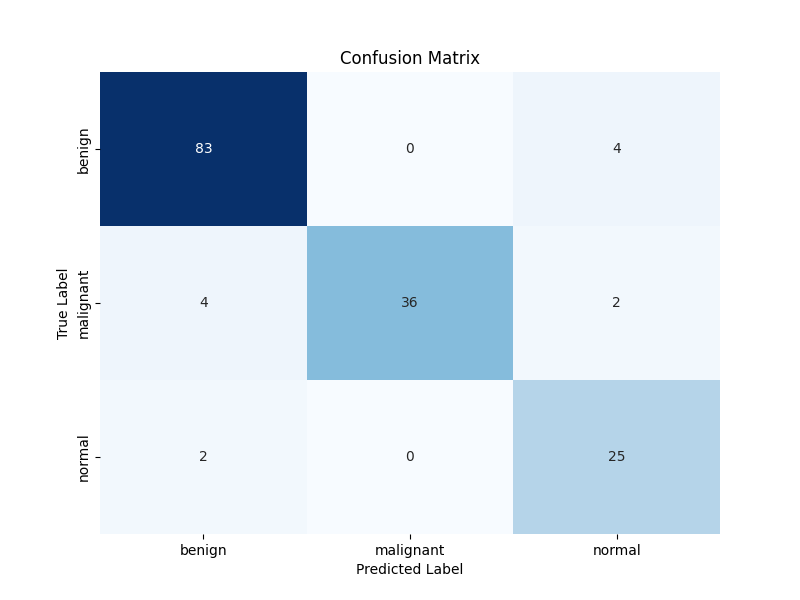 Confusion Matrix
True Label
benign
83
0
4
malignant
4
36
2
normal
2
0
25
benign
malignant
normal
Predicted Label